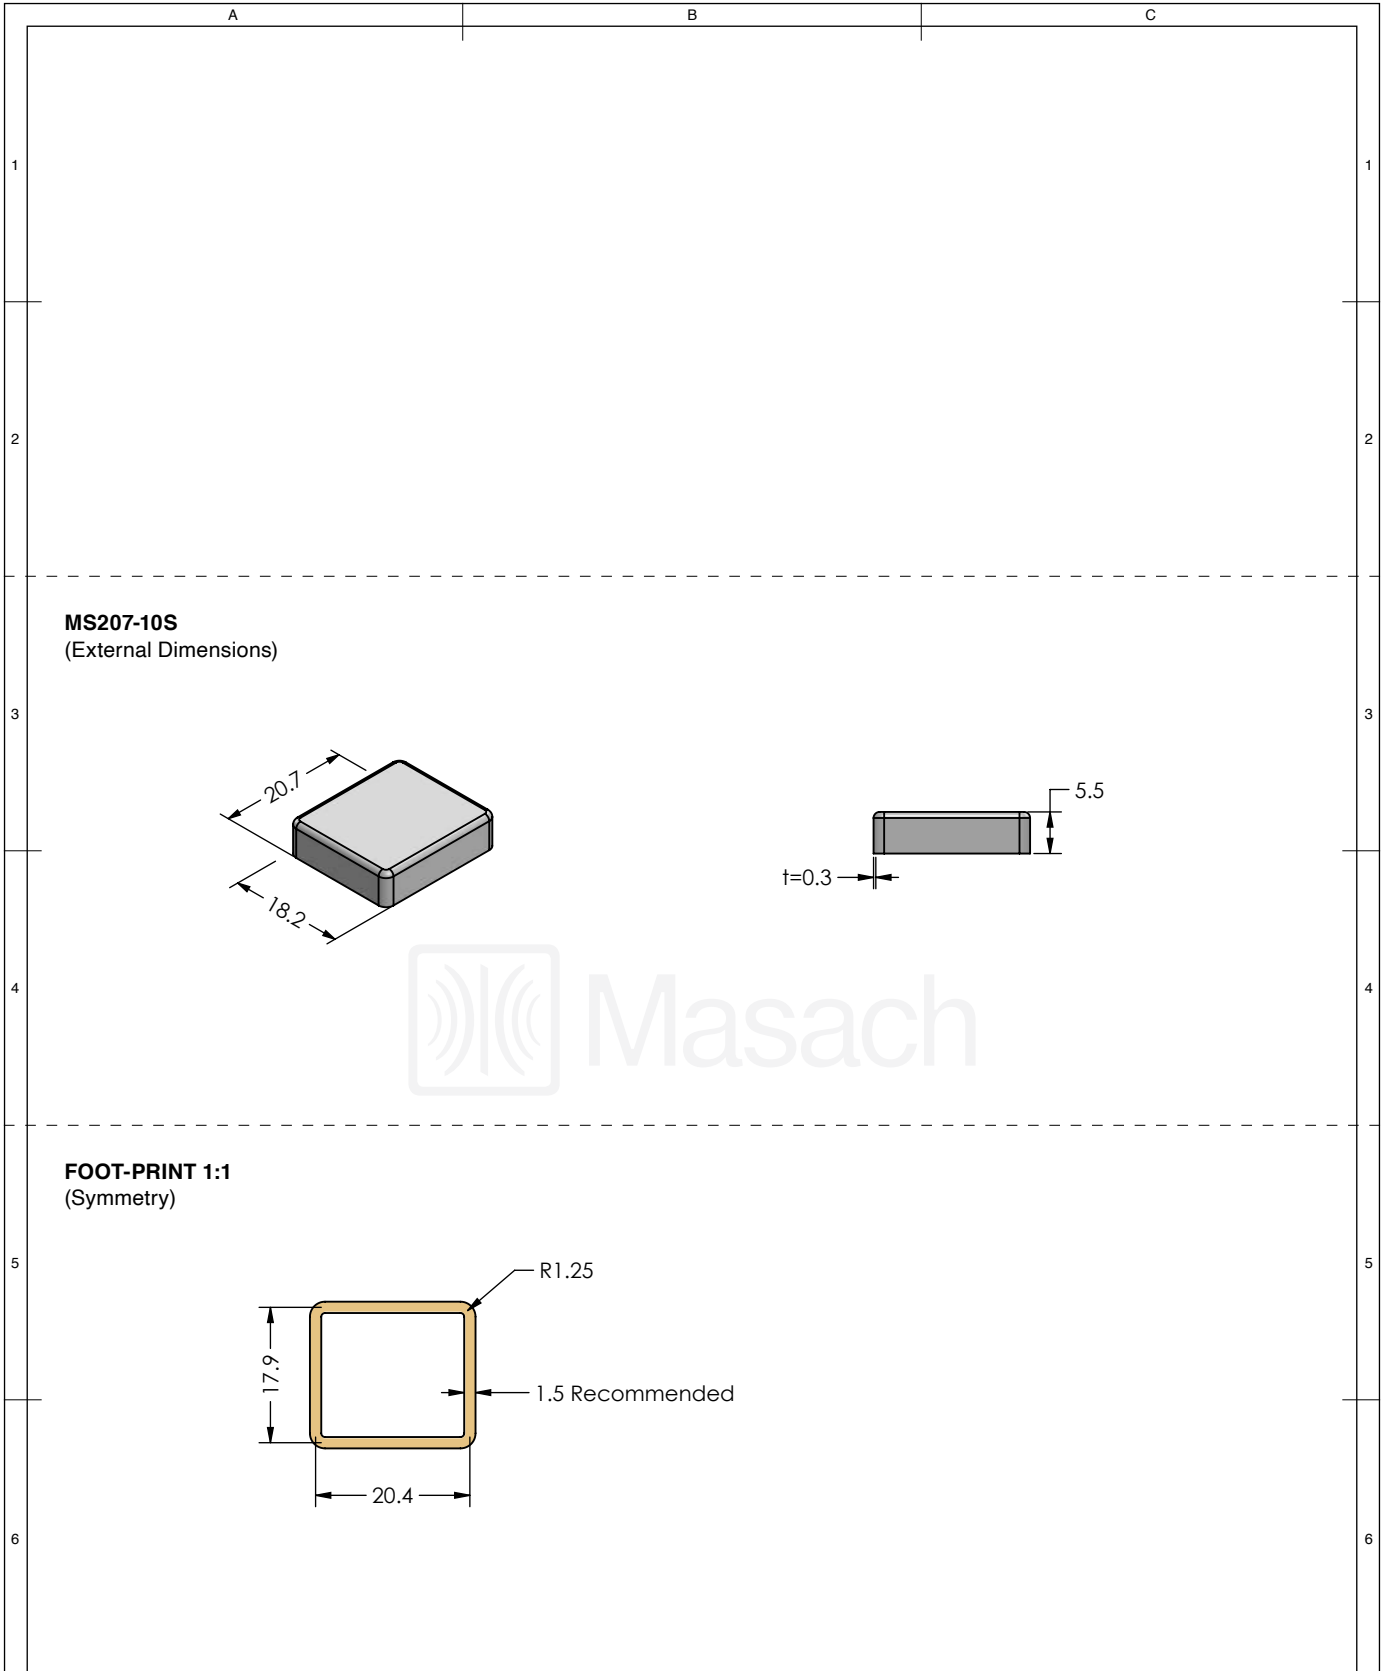 A B C
1 1
2 2
MS207-10S
(External Dimensions)
3 3
20.7
18.2
5.5
t=0.3
4 4
Masach
FOOT-PRINT 1:1
(Symmetry)
5 5
R1.25
17.9
1.5 Recommended
20.4
6 6